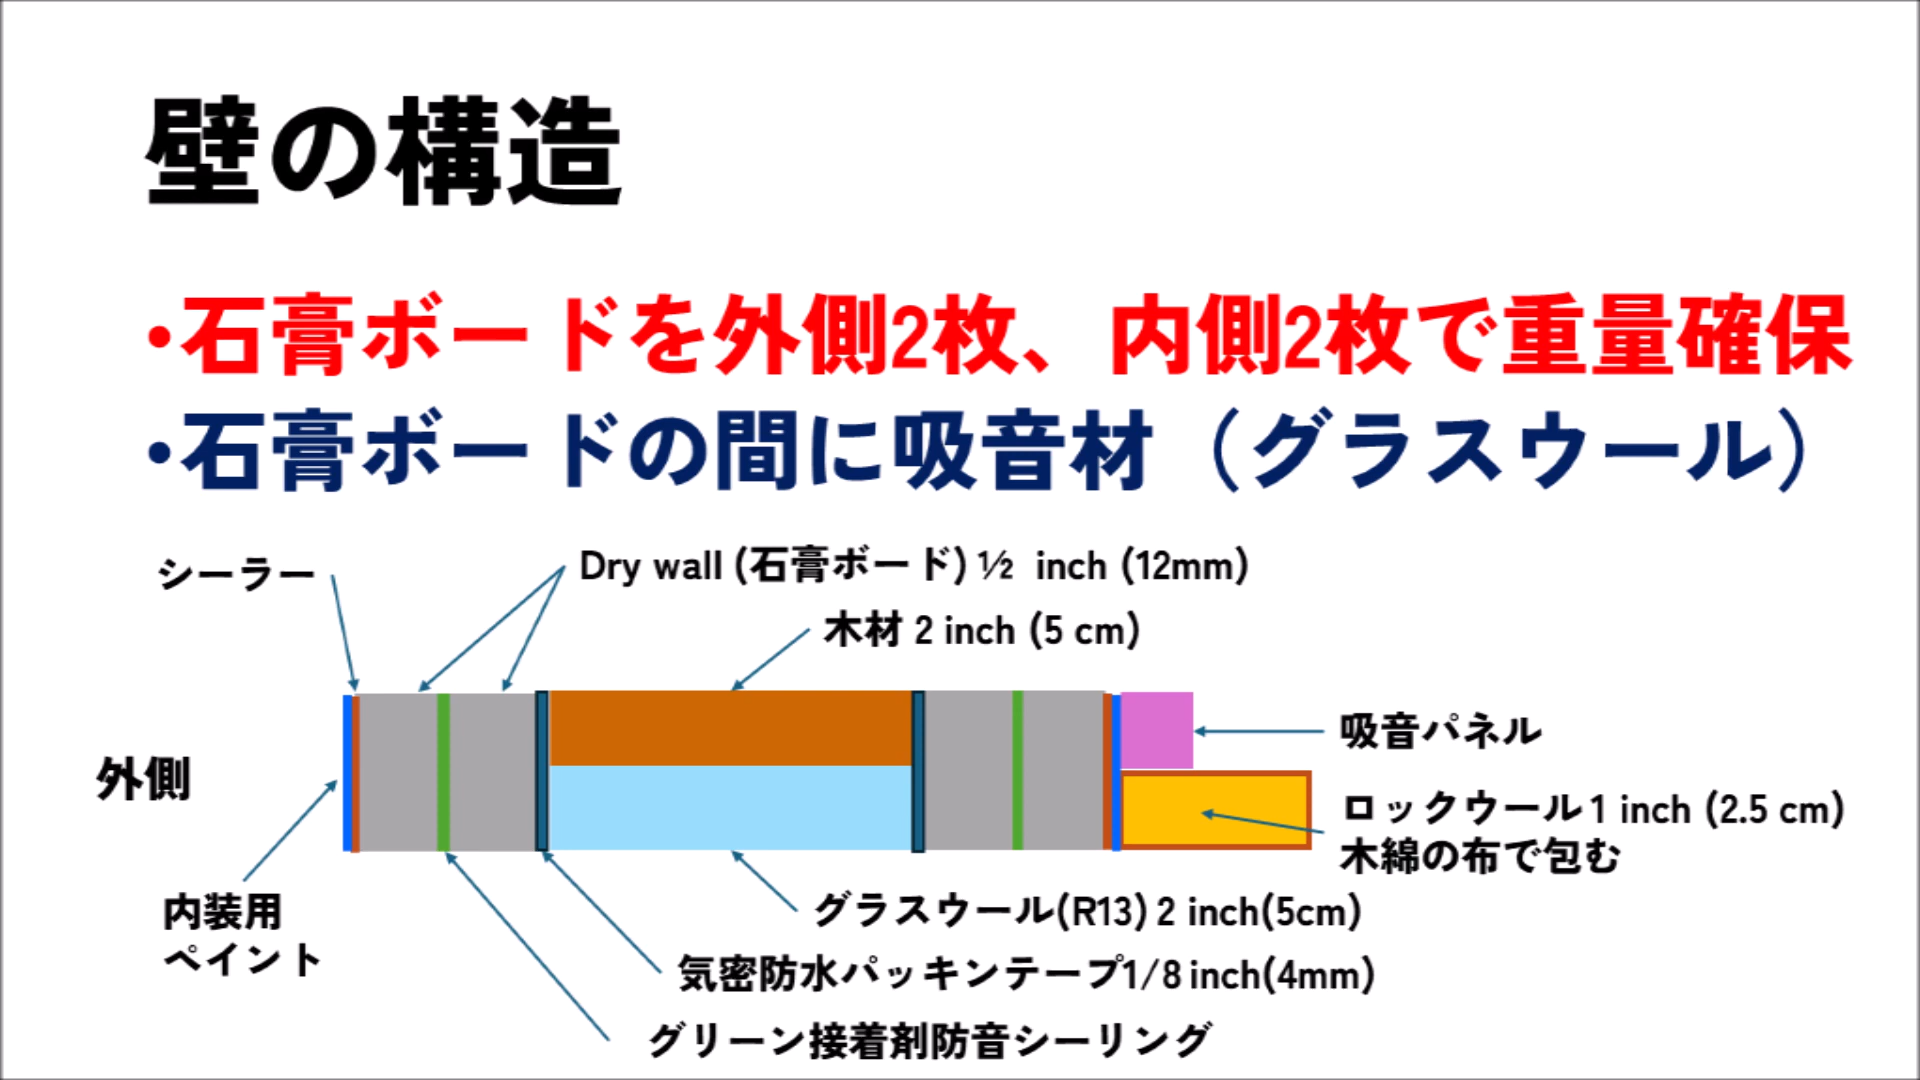 壁の構造
•石膏ボードを外側2枚、内側2枚で重量確保
•石膏ボードの間に吸音材（グラスウール）
シーラー
Dry wall (石膏ボード) ½ inch (12mm)
木材 2 inch (5 cm)
外側
吸音パネル
ロックウール 1 inch (2.5 cm)
木綿の布で包む
内装用
ペイント
グラスウール(R13) 2 inch(5cm)
気密防水パッキンテープ1/8 inch(4mm)
グリーン接着剤防音シーリング